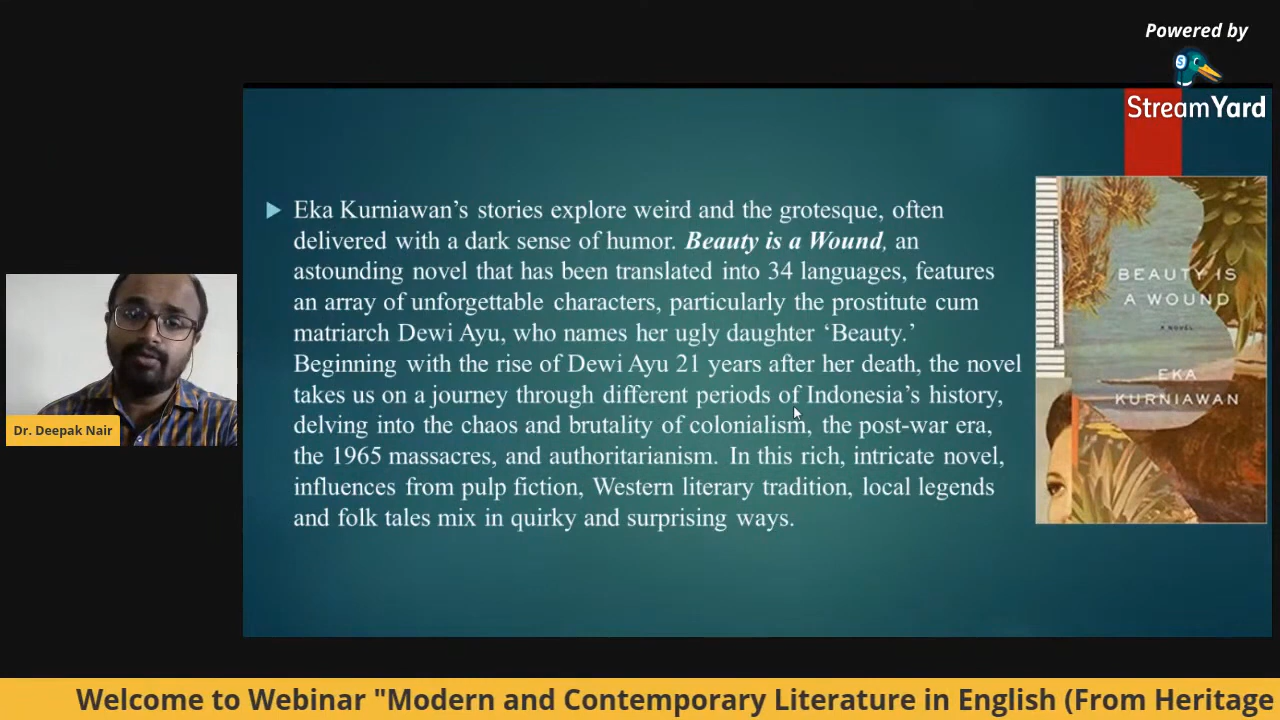 Powered by
StreamYard
Eka Kurniawan’s stories explore weird and the grotesque, often
delivered with a dark sense of humor. Beauty is a Wound, an
astounding novel that has been translated into 34 languages, features
an array of unforgettable characters, particularly the prostitute cum
matriarch Dewi Ayu, who names her ugly daughter ‘Beauty.’
Beginning with the rise of Dewi Ayu 21 years after her death, the novel
takes us on a journey through different periods of Indonesia’s history,
delving into the chaos and brutality of colonialism, the post-war era,
the 1965 massacres, and authoritarianism. In this rich, intricate novel,
influences from pulp fiction, Western literary tradition, local legends
and folk tales mix in quirky and surprising ways.
BEAUTY IS
A WOUND
A NOVEL
EKA
KURNIAWAN
Dr. Deepak Nair
Welcome to Webinar "Modern and Contemporary Literature in English (From Heritage